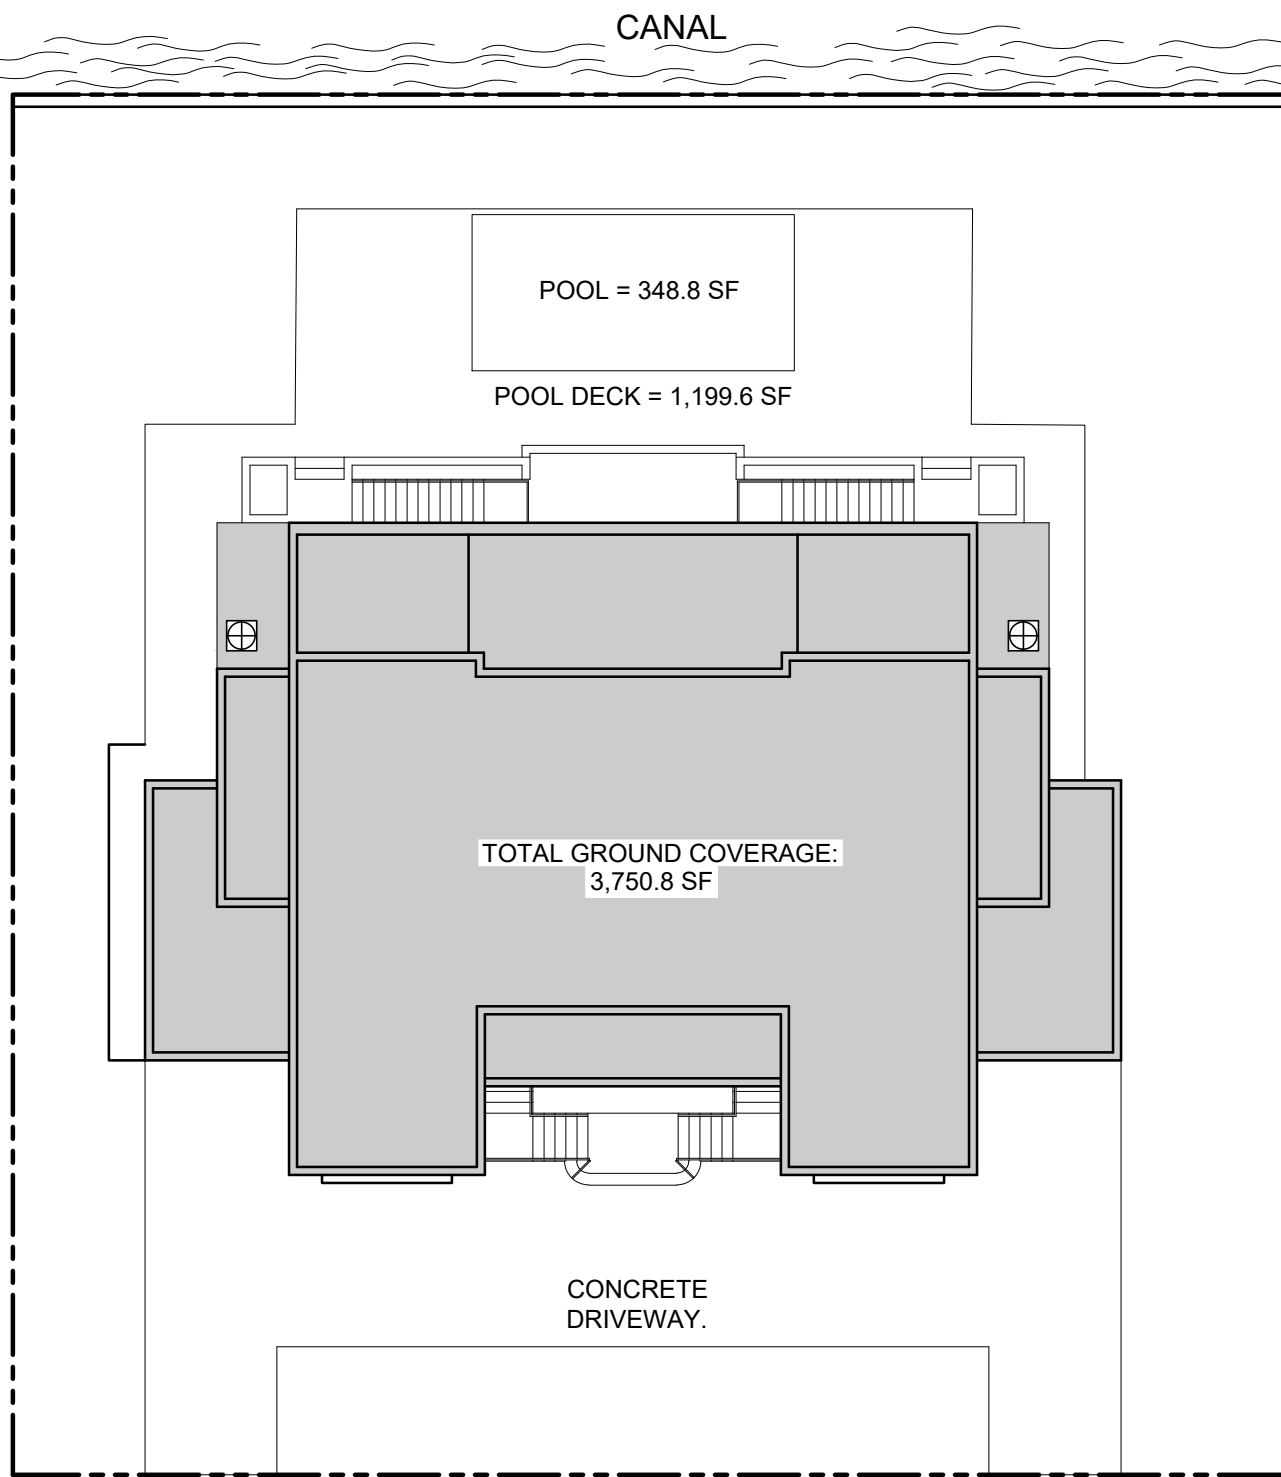 CANAL
POOL = 348.8 SF
POOL DECK = 1,199.6 SF
TOTAL GROUND COVERAGE:
3,750.8 SF
CONCRETE
DRIVEWAY.